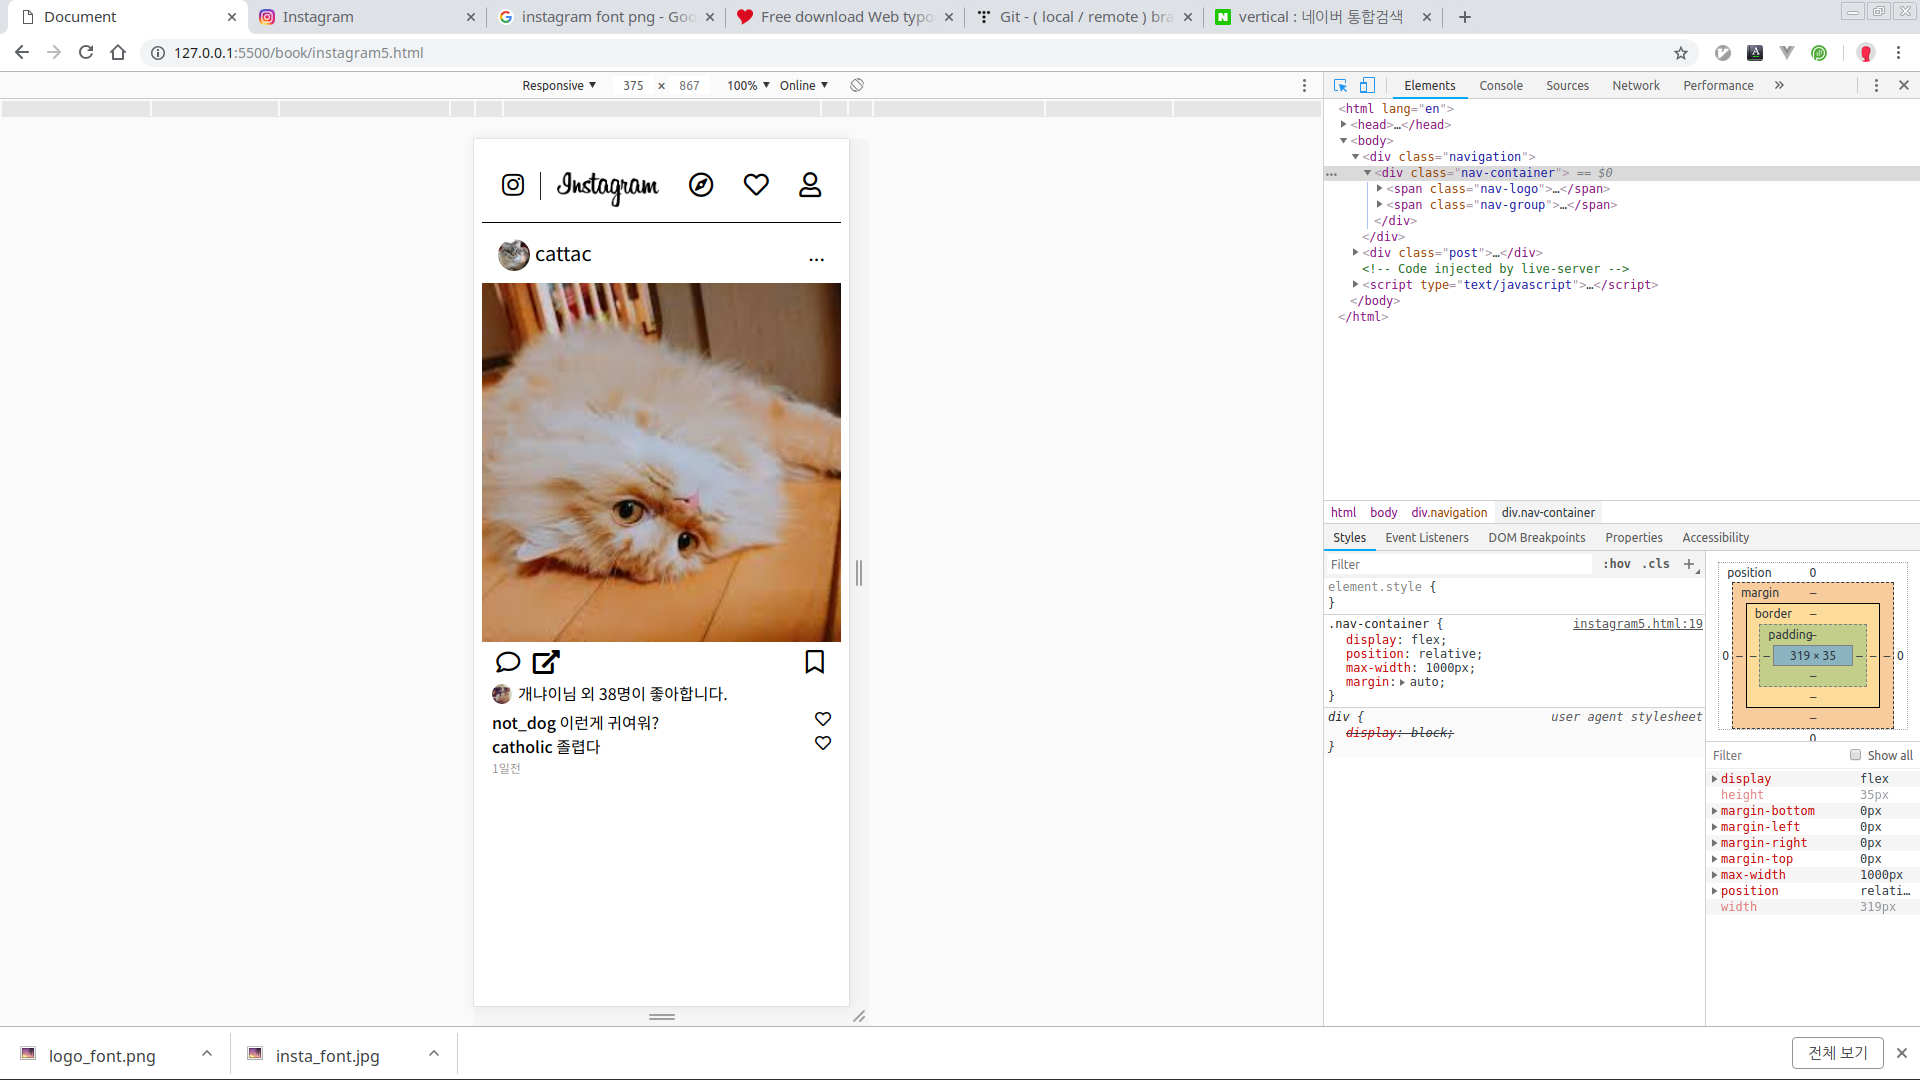 Document
Instagram
instagram font png - Goo
Free download Web typo
Git - ( local / remote ) bra
vertical : 네이버 통합검색
127.0.0.1:5500/book/instagram5.html
Responsive
375 × 867
100%
Online
Elements
Console
Sources
Network
Performance
<html lang="en">
<head>…</head>
<body>
<div class="navigation">
<div class="nav-container"> == $0
<span class="nav-logo">…</span>
<span class="nav-group">…</span>
</div>
</div>
<div class="post">…</div>
<!-- Code injected by live-server -->
<script type="text/javascript">…</script>
</body>
</html>
Instagram
cattac
...
개냐이님 외 38명이 좋아합니다.
not_dog 이런게 귀여워?
catholic 졸렵다
1일전
html body div.navigation div.nav-container
Styles Event Listeners DOM Breakpoints Properties Accessibility
Filter :hov .cls
element.style {
}
.nav-container { instagram5.html:19
display: flex;
position: relative;
max-width: 1000px;
margin: auto;
}
div { user agent stylesheet
display: block;
}
position 0
margin –
border –
padding –
0 – – – 319 × 35 – – – 0
–
–
–
0
Filter Show all
display flex
height 35px
margin-bottom 0px
margin-left 0px
margin-right 0px
margin-top 0px
max-width 1000px
position relati…
width 319px
logo_font.png
insta_font.jpg
전체 보기